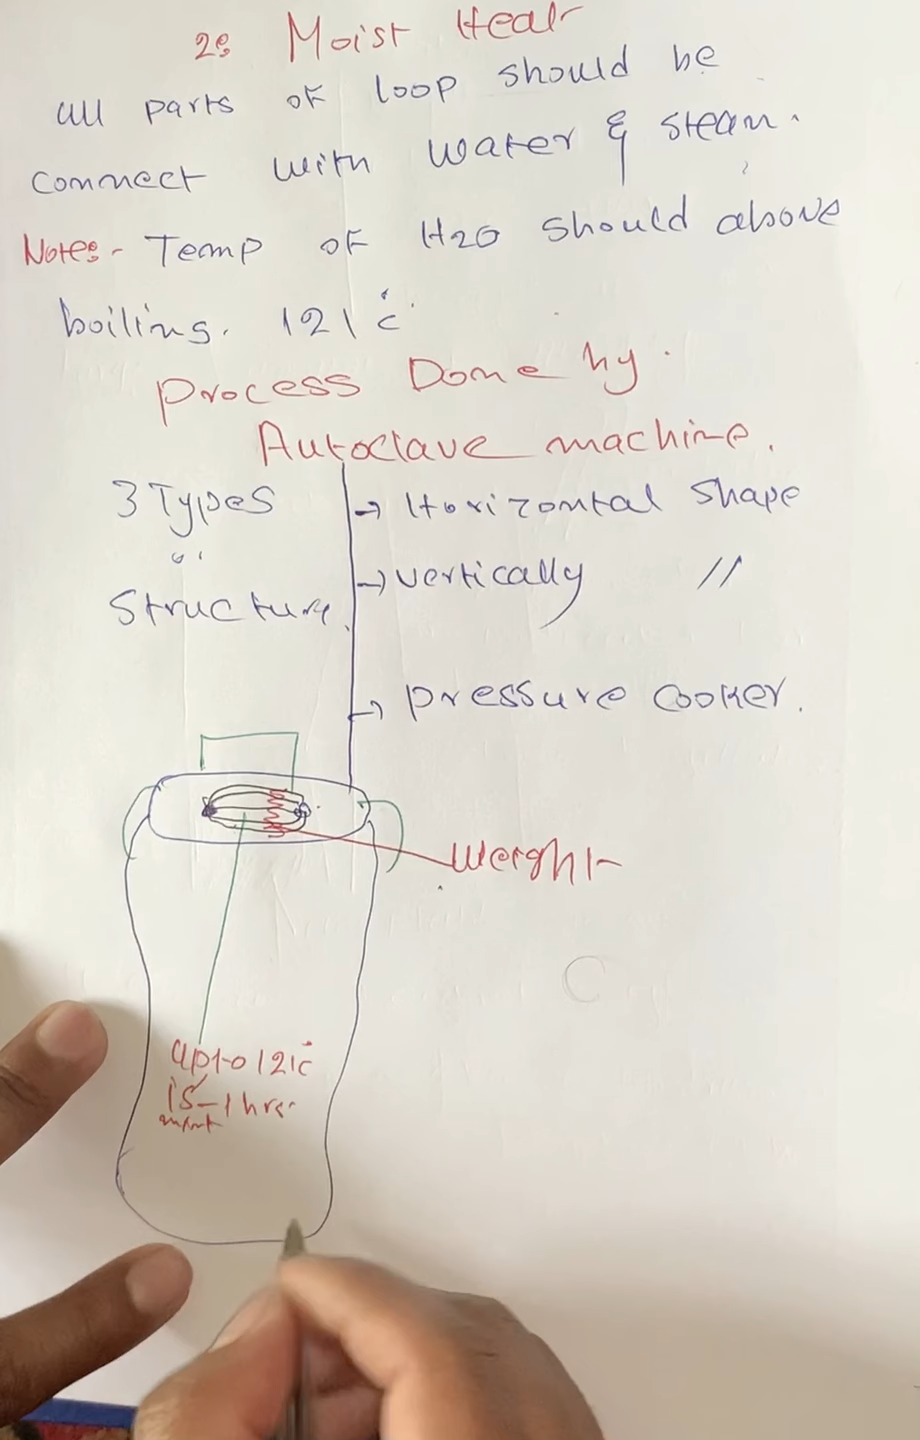 2: Moist Heat
all parts of loop should be
connect with water & steam.
Notes - Temp of H2O should above
boiling. 121°C
Process Done by.
Autoclave machine.
3 Types
→ Horizontal shape
→ vertically //
Structure.
→ pressure cooker.
weight
upto 121°C
15-1 hrs.